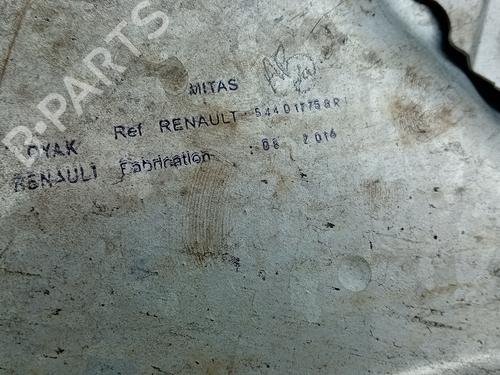 MITAS
OYAK Ref RENAULT : 544017758R
RENAULT Fabrication : 08 2016
B-PARTS